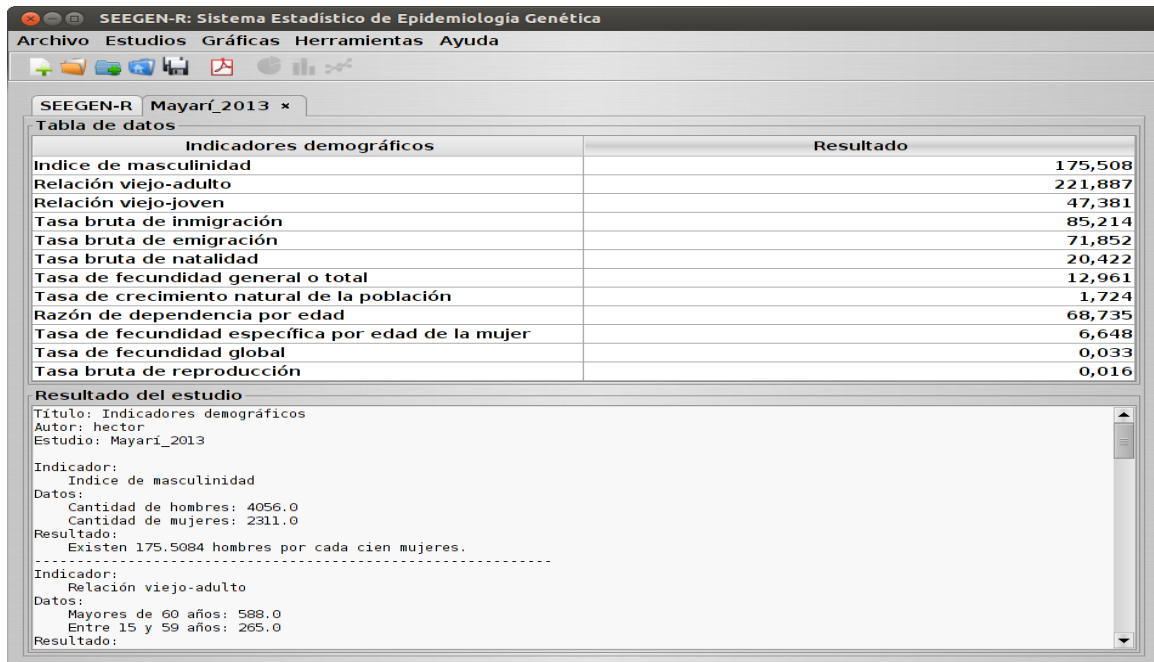 SEEGEN-R: Sistema Estadístico de Epidemiología Genética
Archivo Estudios Gráficas Herramientas Ayuda
SEEGEN-R Mayarí_2013 ×
Tabla de datos
Indicadores demográficos Resultado
Indice de masculinidad 175,508
Relación viejo-adulto 221,887
Relación viejo-joven 47,381
Tasa bruta de inmigración 85,214
Tasa bruta de emigración 71,852
Tasa bruta de natalidad 20,422
Tasa de fecundidad general o total 12,961
Tasa de crecimiento natural de la población 1,724
Razón de dependencia por edad 68,735
Tasa de fecundidad específica por edad de la mujer 6,648
Tasa de fecundidad global 0,033
Tasa bruta de reproducción 0,016
Resultado del estudio
Título: Indicadores demográficos
Autor: hector
Estudio: Mayarí_2013
Indicador:
Indice de masculinidad
Datos:
Cantidad de hombres: 4056.0
Cantidad de mujeres: 2311.0
Resultado:
Existen 175.5084 hombres por cada cien mujeres.
--------------------------------------------------------------
Indicador:
Relación viejo-adulto
Datos:
Mayores de 60 años: 588.0
Entre 15 y 59 años: 265.0
Resultado: